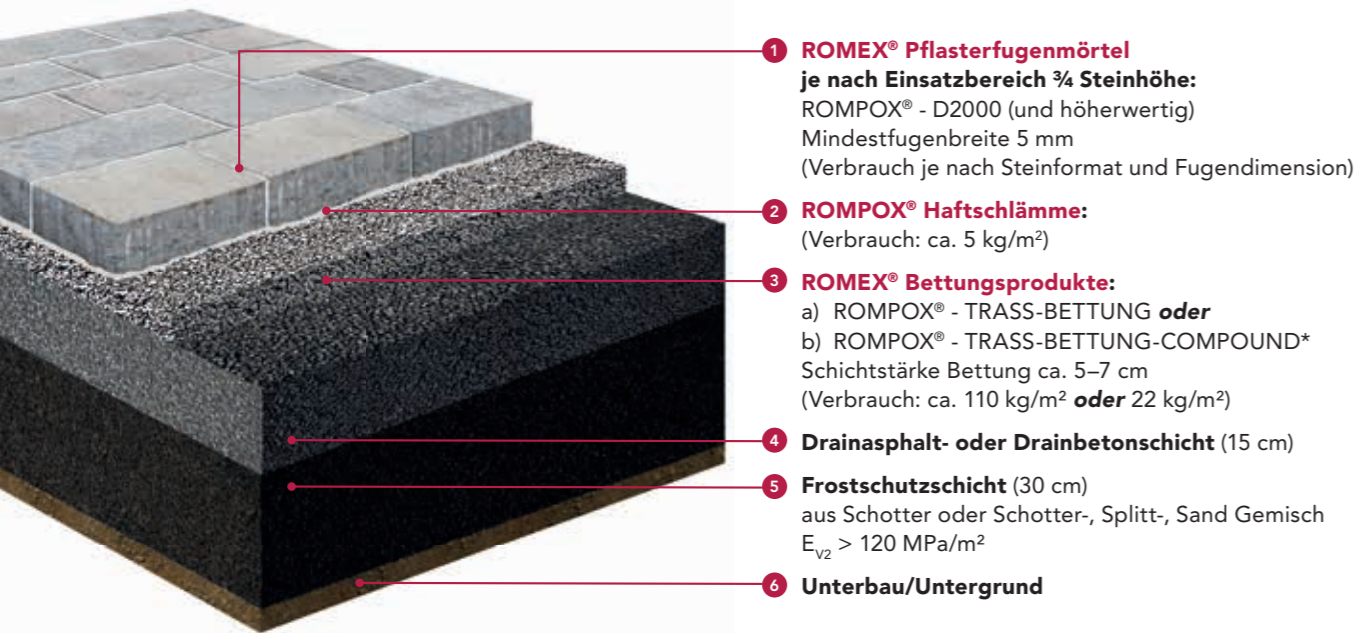 1 ROMEX® Pflasterfugenmörtel
je nach Einsatzbereich ¾ Steinhöhe:
ROMPOX® - D2000 (und höherwertig)
Mindestfugenbreite 5 mm
(Verbrauch je nach Steinformat und Fugendimension)
2 ROMPOX® Haftschlämme:
(Verbrauch: ca. 5 kg/m²)
3 ROMEX® Bettungsprodukte:
a) ROMPOX® - TRASS-BETTUNG oder
b) ROMPOX® - TRASS-BETTUNG-COMPOUND*
Schichtstärke Bettung ca. 5–7 cm
(Verbrauch: ca. 110 kg/m² oder 22 kg/m²)
4 Drainasphalt- oder Drainbetonschicht (15 cm)
5 Frostschutzschicht (30 cm)
aus Schotter oder Schotter-, Splitt-, Sand Gemisch
E_V2 > 120 MPa/m²
6 Unterbau/Untergrund